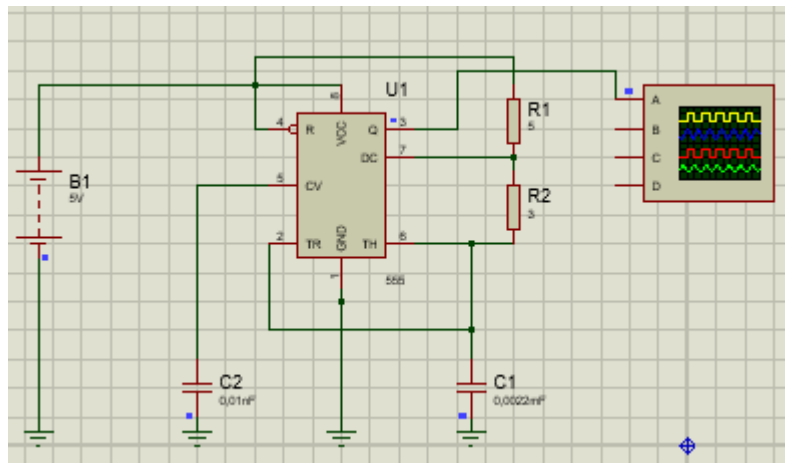 U1
R1
5
R2
3
B1
5V
4
R
VCC
8
Q
3
DC
7
5
CV
2
TR
GND
1
TH
6
555
A
B
C
D
C2
0,01nF
C1
0,0022mF